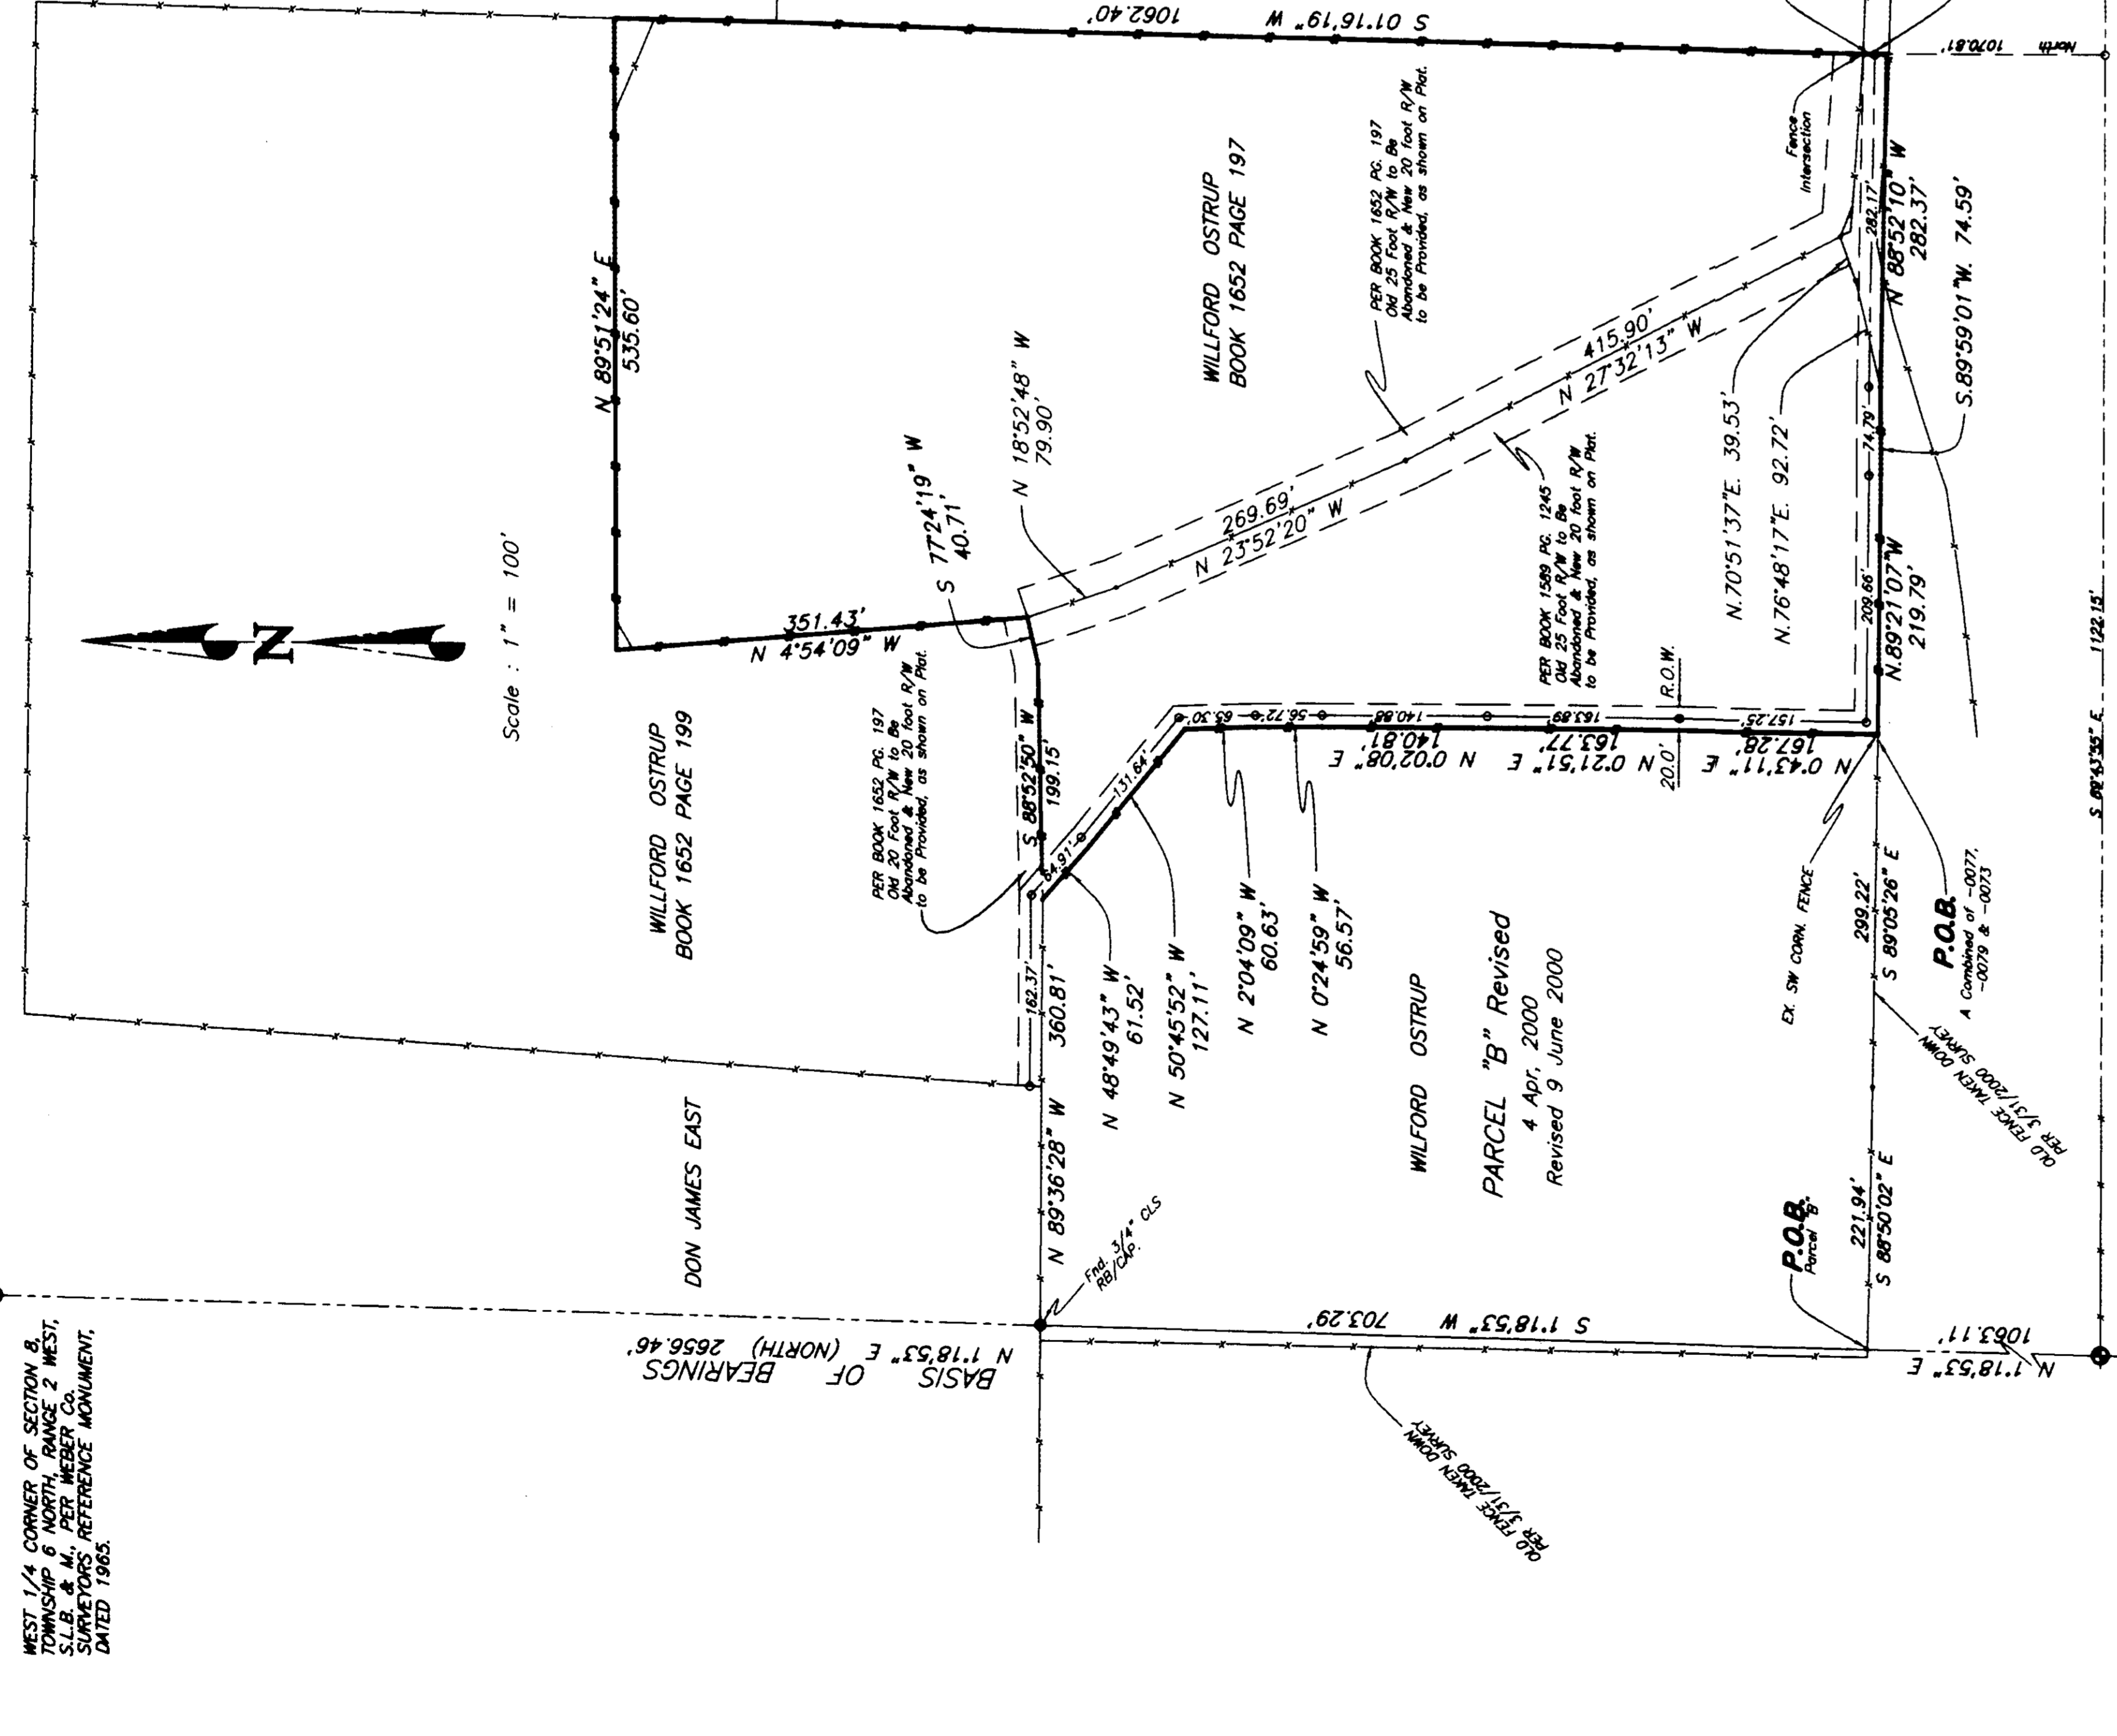 WEST 1/4 CORNER OF SECTION 8,
TOWNSHIP 6 NORTH, RANGE 2 WEST,
S.L.B. & M., PER WEBER Co.
SURVEYORS' REFERENCE MONUMENT,
DATED 1965.
N
Scale : 1" = 100'
BASIS OF BEARINGS
N 1°18'53" E (NORTH) 2656.46'
DON JAMES EAST
WILLFORD OSTRUP
BOOK 1652 PAGE 199
PER BOOK 1652 PG. 197
Old 20 Foot R/W to Be
Abandoned & New 20 foot R/W
to be Provided, as shown on Plat.
N 4°54'09" W
351.43'
N 89°51'24" E
535.60'
S 01°16'19" W 1062.40'
S 77°24'19" W
40.71'
N 18°52'48" W
79.90'
WILLFORD OSTRUP
BOOK 1652 PAGE 197
PER BOOK 1652 PG. 197
Old 25 Foot R/W to Be
Abandoned & New 20 foot R/W
to be Provided, as shown on Plat.
269.69'
N 23°52'20" W
415.90'
N 27°32'13" W
PER BOOK 1589 PG. 1245
Old 25 Foot R/W to Be
Abandoned & New 20 foot R/W
to be Provided, as shown on Plat.
Fence
Intersection
North 1070.81'
N.70°51'37"E. 39.53'
N.76°48'17"E. 92.72'
282.17'
74.79'
209.66'
N 88°52'10" W
282.37'
S.89°59'01"W. 74.59'
N.89°21'07"W
219.79'
Fnd. 3/4" CLS
RB/CAP.
N 89°36'28" W 360.81'
162.37'
S 88°52'50" W
199.15'
64.91'
131.64'
65.30'
56.72'
140.88'
163.89
157.25'
20.0' R.O.W.
N 48°49'43" W
61.52'
N 50°45'52" W
127.11'
N 2°04'09" W
60.63'
N 0°24'59" W
56.57'
N 0°02'08" E
140.81'
N 0°21'51" E
163.77'
N 0°43'11" E
167.28'
WILFORD OSTRUP
PARCEL "B" Revised
4 Apr, 2000
Revised 9 June 2000
S 1°18'53" W 703.29'
OLD FENCE TAKEN DOWN
PER 3/31/2000 SURVEY
EX. SW CORN. FENCE
P.O.B.
Parcel "B"
221.94'
S 88°50'02" E
299.22'
S 89°05'26" E
OLD FENCE TAKEN DOWN
PER 3/31/2000 SURVEY
P.O.B.
A Combined of -0077,
-0079 & -0073
N 1°18'53" E
1063.11'
1122.15'